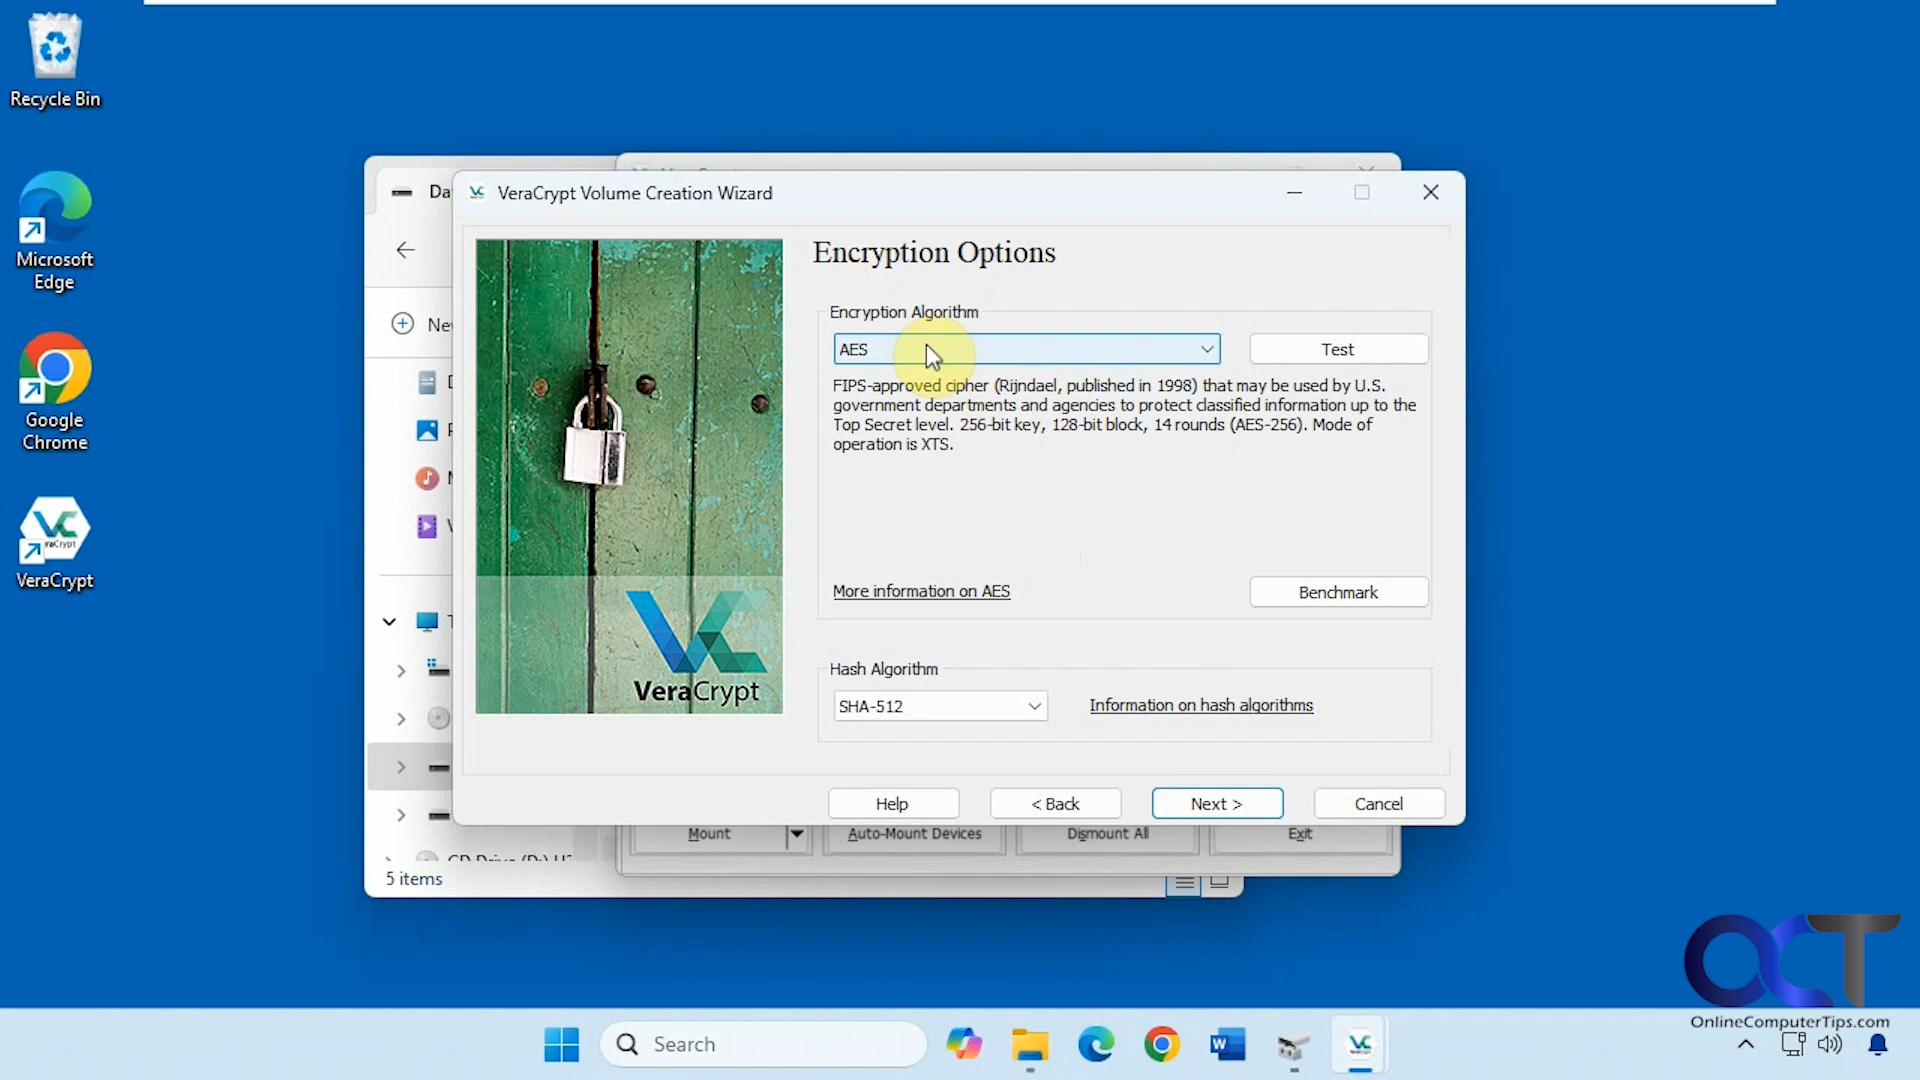 Recycle Bin
Microsoft
Edge
Google
Chrome
VeraCrypt
VeraCrypt Volume Creation Wizard
Encryption Options
Encryption Algorithm
AES
Test
FIPS-approved cipher (Rijndael, published in 1998) that may be used by U.S.
government departments and agencies to protect classified information up to the
Top Secret level. 256-bit key, 128-bit block, 14 rounds (AES-256). Mode of
operation is XTS.
More information on AES
Benchmark
Hash Algorithm
SHA-512
Information on hash algorithms
VeraCrypt
Help
< Back
Next >
Cancel
Mount
Auto-Mount Devices
Dismount All
Exit
5 items
Search
OCT
OnlineComputerTips.com